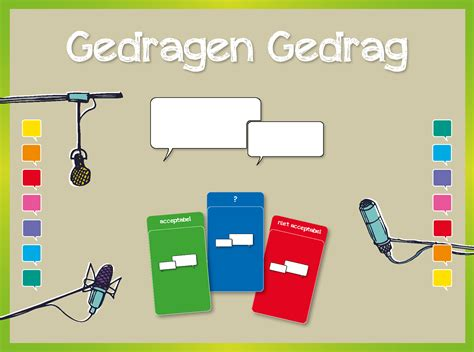 Gedragen Gedrag
?
acceptabel
niet acceptabel